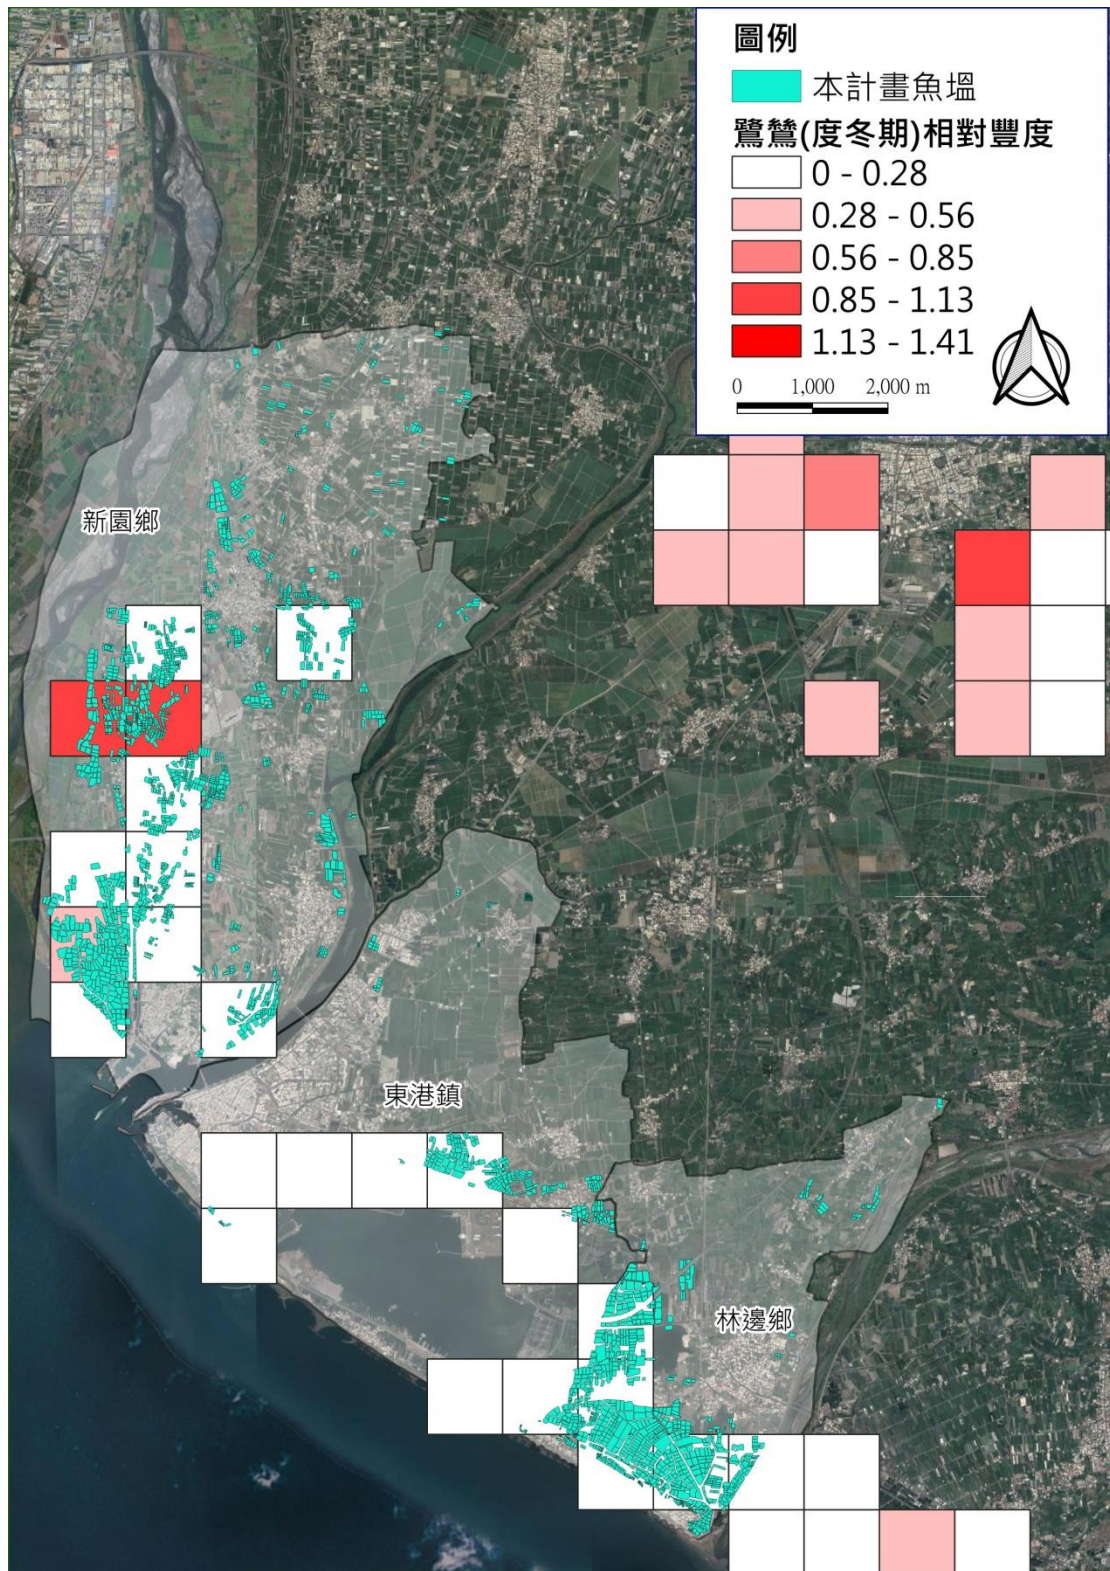 圖例
本計畫魚塭
鷺鷥(度冬期)相對豐度
0 - 0.28
0.28 - 0.56
0.56 - 0.85
0.85 - 1.13
1.13 - 1.41
0 1,000 2,000 m
新園鄉
東港鎮
林邊鄉